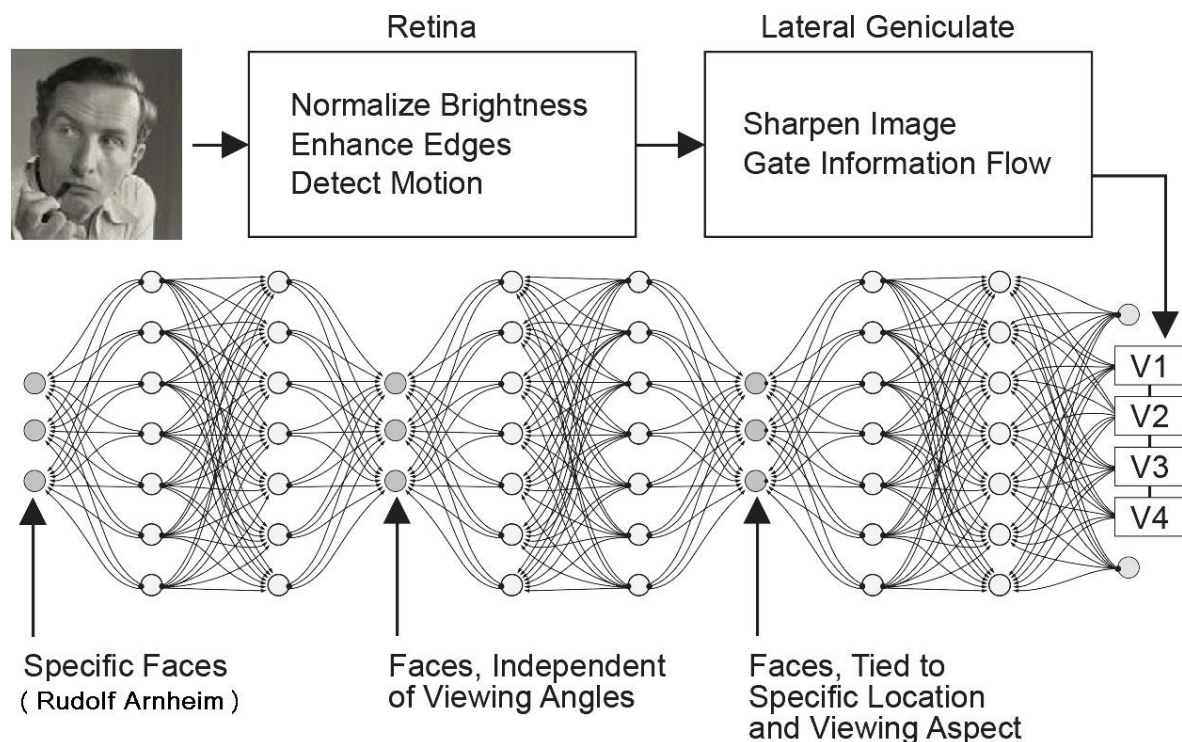 Retina
Lateral Geniculate
Normalize Brightness
Enhance Edges
Detect Motion
Sharpen Image
Gate Information Flow
V1
V2
V3
V4
Specific Faces
( Rudolf Arnheim )
Faces, Independent
of Viewing Angles
Faces, Tied to
Specific Location
and Viewing Aspect